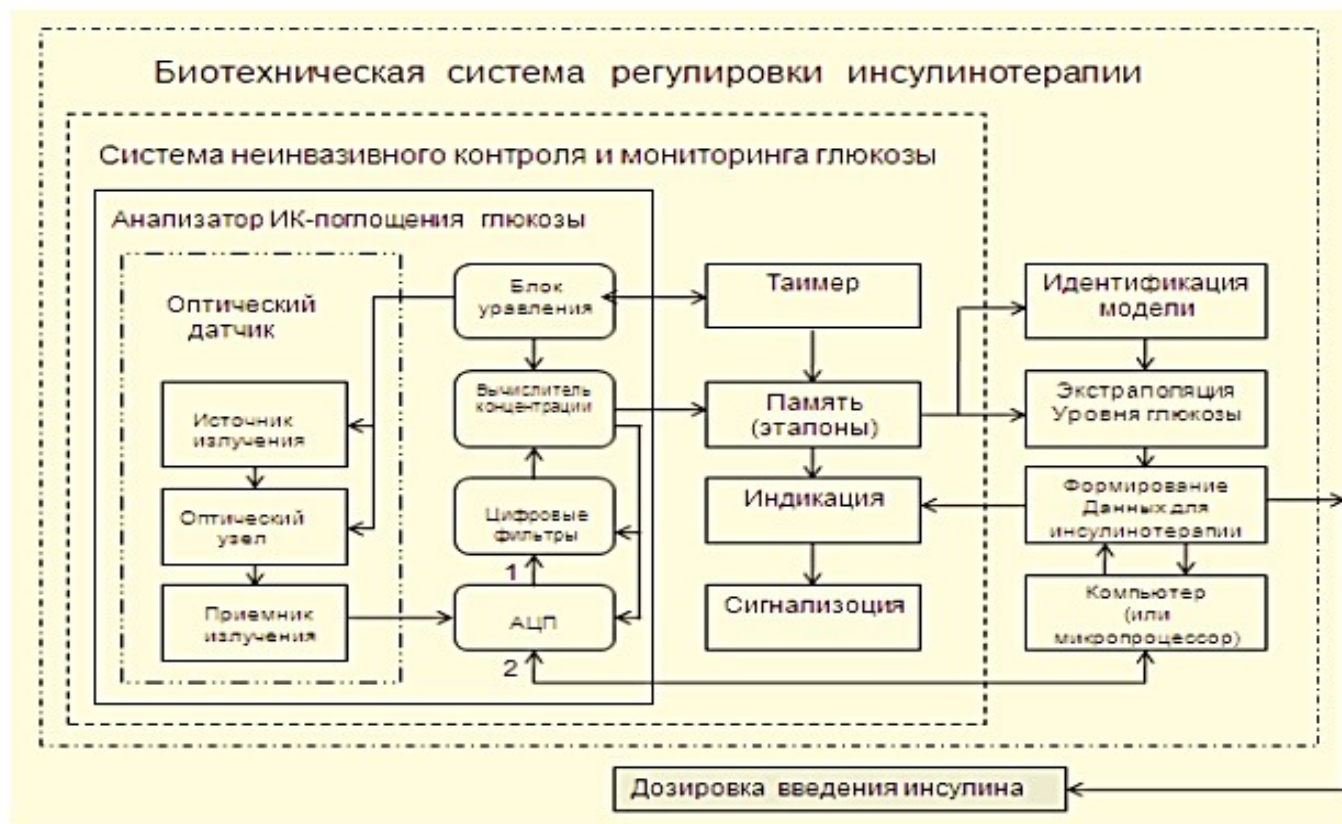 Биотехническая система регулировки инсулинотерапии
Система неинвазивного контроля и мониторинга глюкозы
Анализатор ИК-поглощения глюкозы
Оптический
датчик
Источник
излучения
Оптический
узел
Приемник
излучения
Блок
уравления
Вычислитель
концентрации
Цифровые
фильтры
1
АЦП
2
Таимер
Память
(эталоны)
Индикация
Сигнализоция
Идентификация
модели
Экстраполяция
Уровня глюкозы
Формирование
Данных для
инсулинотерапии
Компьютер
(или
микропроцессор)
Дозировка введения инсулина